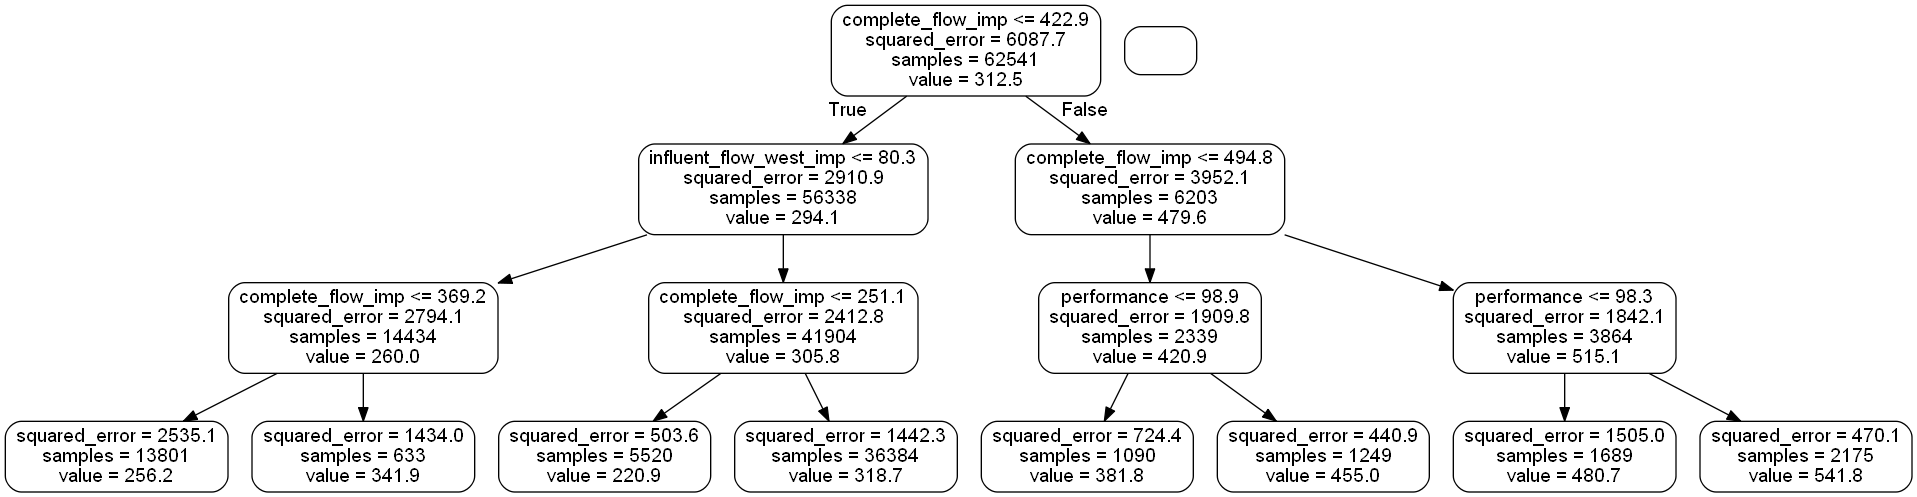 complete_flow_imp <= 422.9
squared_error = 6087.7
samples = 62541
value = 312.5
True
False
influent_flow_west_imp <= 80.3
squared_error = 2910.9
samples = 56338
value = 294.1
complete_flow_imp <= 494.8
squared_error = 3952.1
samples = 6203
value = 479.6
complete_flow_imp <= 369.2
squared_error = 2794.1
samples = 14434
value = 260.0
complete_flow_imp <= 251.1
squared_error = 2412.8
samples = 41904
value = 305.8
performance <= 98.9
squared_error = 1909.8
samples = 2339
value = 420.9
performance <= 98.3
squared_error = 1842.1
samples = 3864
value = 515.1
squared_error = 2535.1
samples = 13801
value = 256.2
squared_error = 1434.0
samples = 633
value = 341.9
squared_error = 503.6
samples = 5520
value = 220.9
squared_error = 1442.3
samples = 36384
value = 318.7
squared_error = 724.4
samples = 1090
value = 381.8
squared_error = 440.9
samples = 1249
value = 455.0
squared_error = 1505.0
samples = 1689
value = 480.7
squared_error = 470.1
samples = 2175
value = 541.8